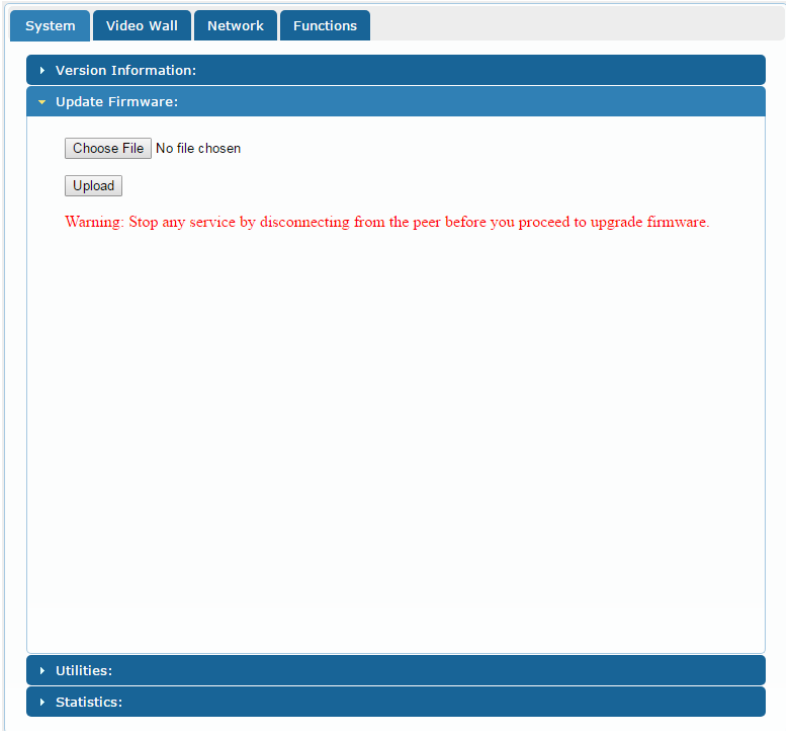 System Video Wall Network Functions
Version Information:
Update Firmware:
Choose File No file chosen
Upload
Warning: Stop any service by disconnecting from the peer before you proceed to upgrade firmware.
Utilities:
Statistics: